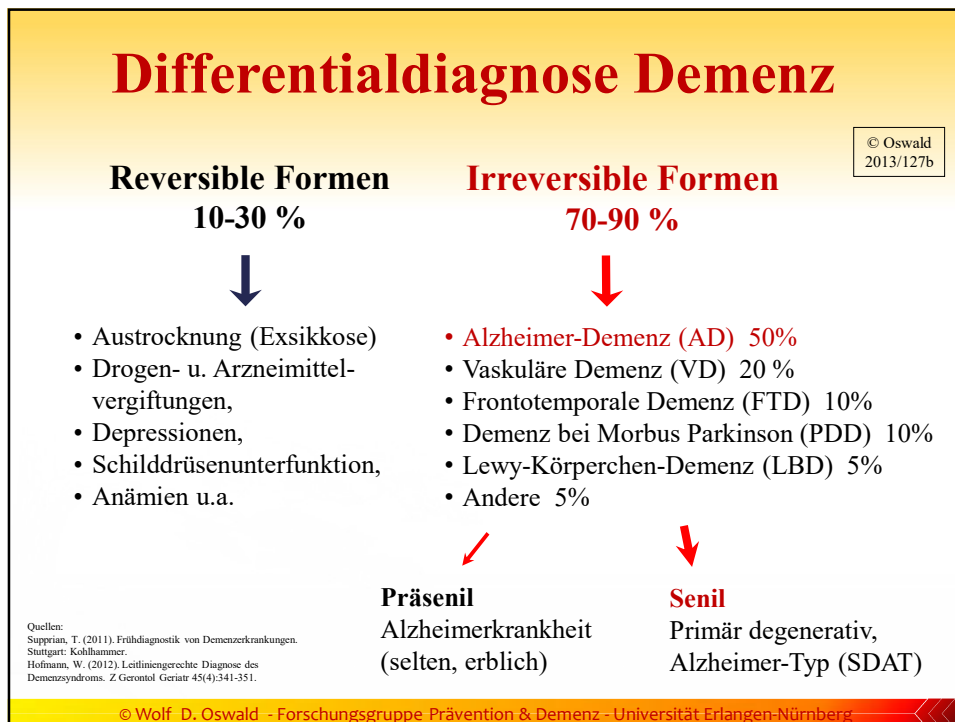 Differentialdiagnose Demenz
© Oswald
2013/127b
Reversible Formen
10-30 %
Irreversible Formen
70-90 %
• Austrocknung (Exsikkose)
• Drogen- u. Arzneimittel-
vergiftungen,
• Depressionen,
• Schilddrüsenunterfunktion,
• Anämien u.a.
• Alzheimer-Demenz (AD) 50%
• Vaskuläre Demenz (VD) 20 %
• Frontotemporale Demenz (FTD) 10%
• Demenz bei Morbus Parkinson (PDD) 10%
• Lewy-Körperchen-Demenz (LBD) 5%
• Andere 5%
Präsenil
Alzheimerkrankheit
(selten, erblich)
Senil
Primär degenerativ,
Alzheimer-Typ (SDAT)
Quellen:
Supprian, T. (2011). Frühdiagnostik von Demenzerkrankungen.
Stuttgart: Kohlhammer.
Hofmann, W. (2012). Leitliniengerechte Diagnose des
Demenzsyndroms. Z Gerontol Geriatr 45(4):341-351.
© Wolf D. Oswald - Forschungsgruppe Prävention & Demenz - Universität Erlangen-Nürnberg